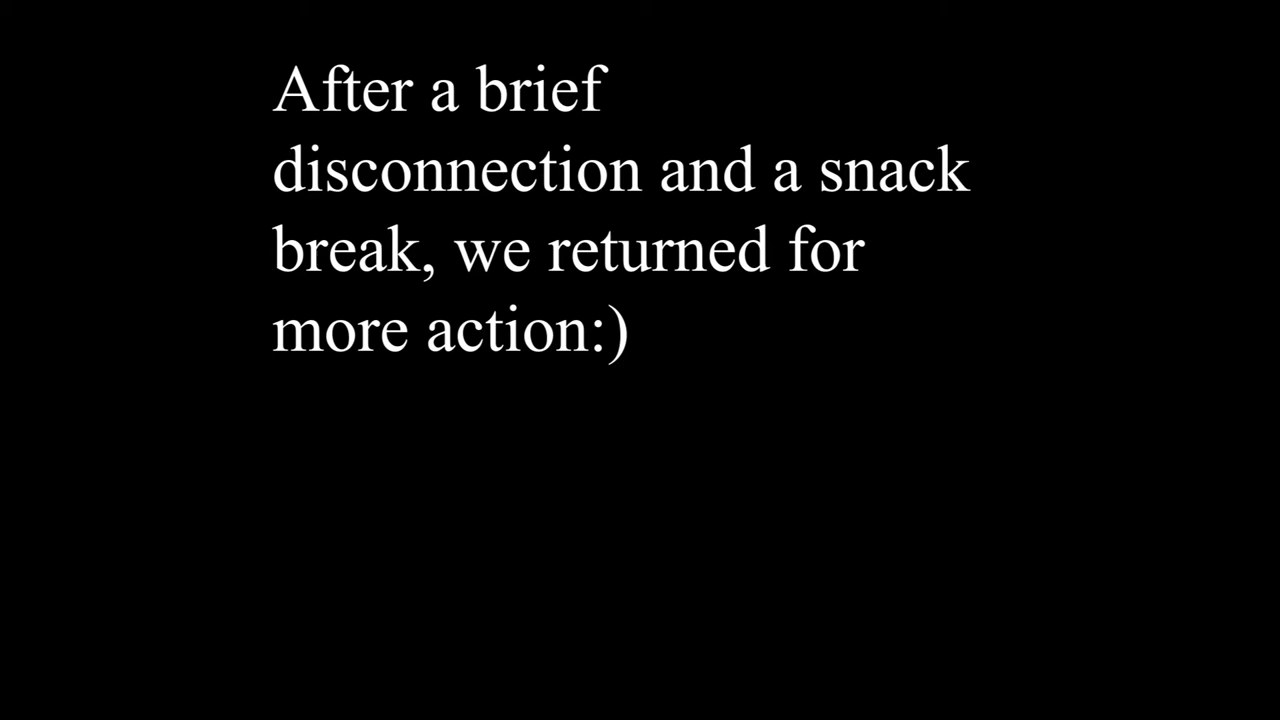 After a brief
disconnection and a snack
break, we returned for
more action:)